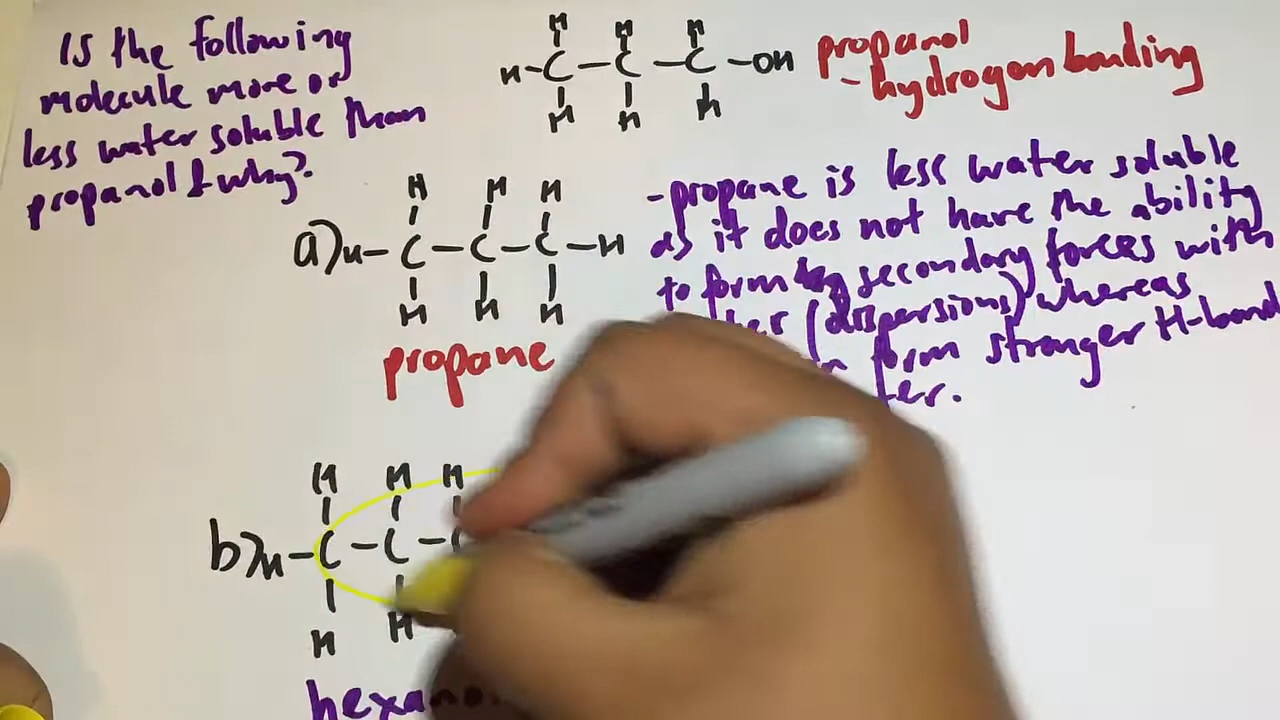 Is the following
molecule more or
less water soluble than
propanol & why?
H H H
H-C-C-C-OH
H H H
propanol
- hydrogen bonding
a) H H H
H-C-C-C-H
H H H
propane
- propane is less water soluble
as it does not have the ability
to form secondary forces with
(dispersions) whereas
form stronger H-bond
b) H H H
H-C-C-C
H H